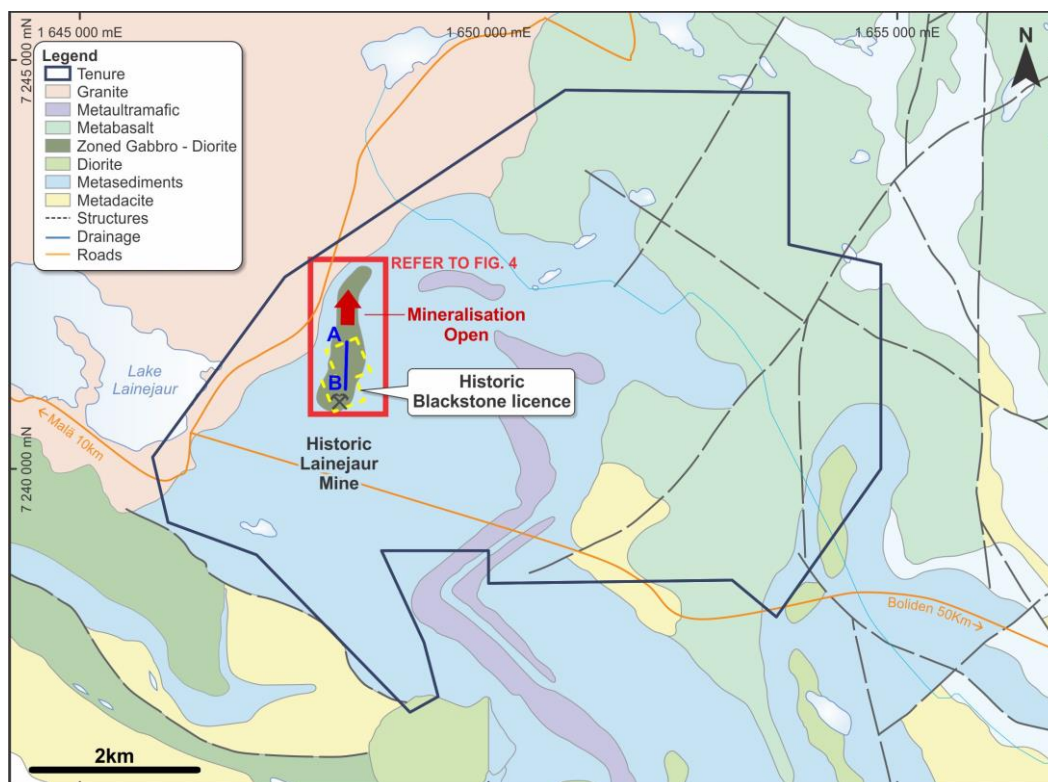 1 645 000 mE
1 650 000 mE
1 655 000 mE
7 245 000 mN
7 240 000 mN
N
Legend
Tenure
Granite
Metaultramafic
Metabasalt
Zoned Gabbro - Diorite
Diorite
Metasediments
Metadacite
Structures
Drainage
Roads
REFER TO FIG. 4
Mineralisation
Open
A
B
Historic
Blackstone licence
Historic
Lainejaur
Mine
Lake
Lainejaur
← Malä 10km
Boliden 50Km →
2km